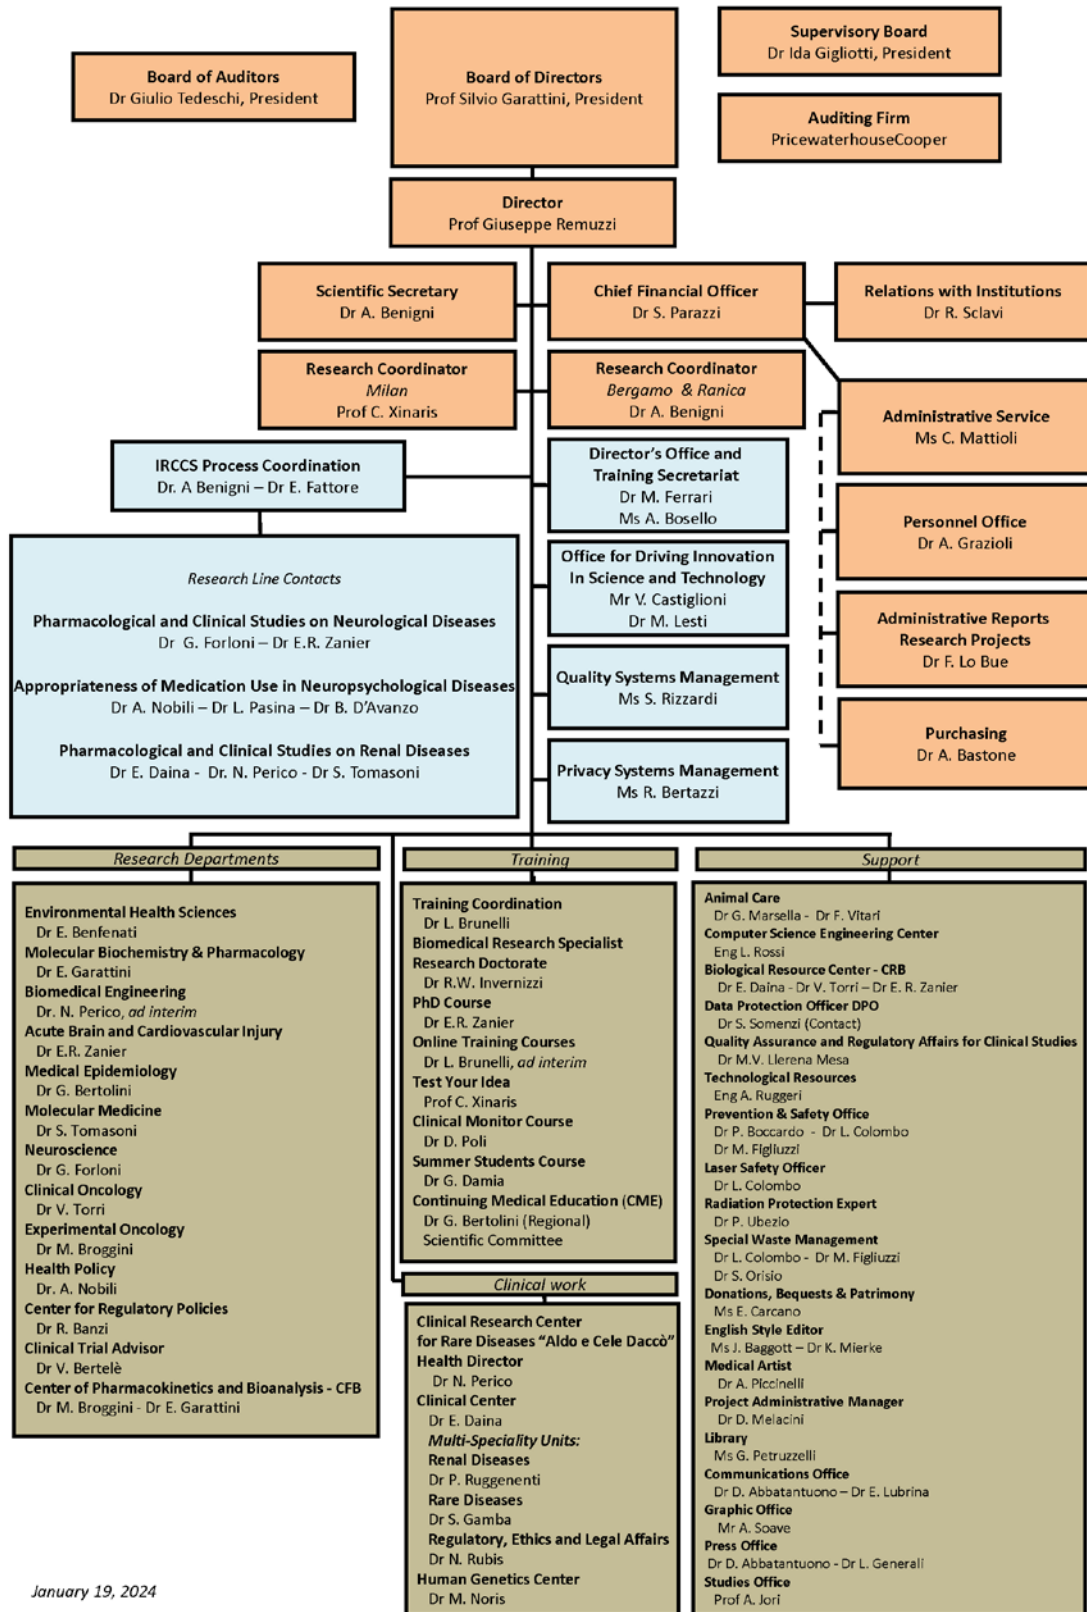 Board of Auditors
Dr Giulio Tedeschi, President
Board of Directors
Prof Silvio Garattini, President
Supervisory Board
Dr Ida Gigliotti, President
Auditing Firm
PricewaterhouseCooper
Director
Prof Giuseppe Remuzzi
Scientific Secretary
Dr A. Benigni
Chief Financial Officer
Dr S. Parazzi
Relations with Institutions
Dr R. Sclavi
Research Coordinator
Milan
Prof C. Xinaris
Research Coordinator
Bergamo & Ranica
Dr A. Benigni
Administrative Service
Ms C. Mattioli
IRCCS Process Coordination
Dr. A Benigni – Dr E. Fattore
Director's Office and
Training Secretariat
Dr M. Ferrari
Ms A. Bosello
Personnel Office
Dr A. Grazioli
Research Line Contacts
Pharmacological and Clinical Studies on Neurological Diseases
Dr G. Forloni – Dr E.R. Zanier
Appropriateness of Medication Use in Neuropsychological Diseases
Dr A. Nobili – Dr L. Pasina – Dr B. D'Avanzo
Pharmacological and Clinical Studies on Renal Diseases
Dr E. Daina - Dr. N. Perico - Dr S. Tomasoni
Office for Driving Innovation
In Science and Technology
Mr V. Castiglioni
Dr M. Lesti
Administrative Reports
Research Projects
Dr F. Lo Bue
Quality Systems Management
Ms S. Rizzardi
Purchasing
Dr A. Bastone
Privacy Systems Management
Ms R. Bertazzi
Research Departments
Environmental Health Sciences
Dr E. Benfenati
Molecular Biochemistry & Pharmacology
Dr E. Garattini
Biomedical Engineering
Dr. N. Perico, ad interim
Acute Brain and Cardiovascular Injury
Dr E.R. Zanier
Medical Epidemiology
Dr G. Bertolini
Molecular Medicine
Dr S. Tomasoni
Neuroscience
Dr G. Forloni
Clinical Oncology
Dr V. Torri
Experimental Oncology
Dr M. Broggini
Health Policy
Dr. A. Nobili
Center for Regulatory Policies
Dr R. Banzi
Clinical Trial Advisor
Dr V. Bertelè
Center of Pharmacokinetics and Bioanalysis - CFB
Dr M. Broggini - Dr E. Garattini
Training
Training Coordination
Dr L. Brunelli
Biomedical Research Specialist
Research Doctorate
Dr R.W. Invernizzi
PhD Course
Dr E.R. Zanier
Online Training Courses
Dr L. Brunelli, ad interim
Test Your Idea
Prof C. Xinaris
Clinical Monitor Course
Dr D. Poli
Summer Students Course
Dr G. Damia
Continuing Medical Education (CME)
Dr G. Bertolini (Regional)
Scientific Committee
Clinical work
Clinical Research Center
for Rare Diseases "Aldo e Cele Daccò"
Health Director
Dr N. Perico
Clinical Center
Dr E. Daina
Multi-Speciality Units:
Renal Diseases
Dr P. Ruggenenti
Rare Diseases
Dr S. Gamba
Regulatory, Ethics and Legal Affairs
Dr N. Rubis
Human Genetics Center
Dr M. Noris
Support
Animal Care
Dr G. Marsella - Dr F. Vitari
Computer Science Engineering Center
Eng L. Rossi
Biological Resource Center - CRB
Dr E. Daina - Dr V. Torri – Dr E. R. Zanier
Data Protection Officer DPO
Dr S. Somenzi (Contact)
Quality Assurance and Regulatory Affairs for Clinical Studies
Dr M.V. Llerena Mesa
Technological Resources
Eng A. Ruggeri
Prevention & Safety Office
Dr P. Boccardo - Dr L. Colombo
Dr M. Figliuzzi
Laser Safety Officer
Dr L. Colombo
Radiation Protection Expert
Dr P. Ubezio
Special Waste Management
Dr L. Colombo - Dr M. Figliuzzi
Dr S. Orisio
Donations, Bequests & Patrimony
Ms E. Carcano
English Style Editor
Ms J. Baggott – Dr K. Mierke
Medical Artist
Dr A. Piccinelli
Project Administrative Manager
Dr D. Melacini
Library
Ms G. Petruzzelli
Communications Office
Dr D. Abbatantuono – Dr E. Lubrina
Graphic Office
Mr A. Soave
Press Office
Dr D. Abbatantuono - Dr L. Generali
Studies Office
Prof A. Jori
January 19, 2024